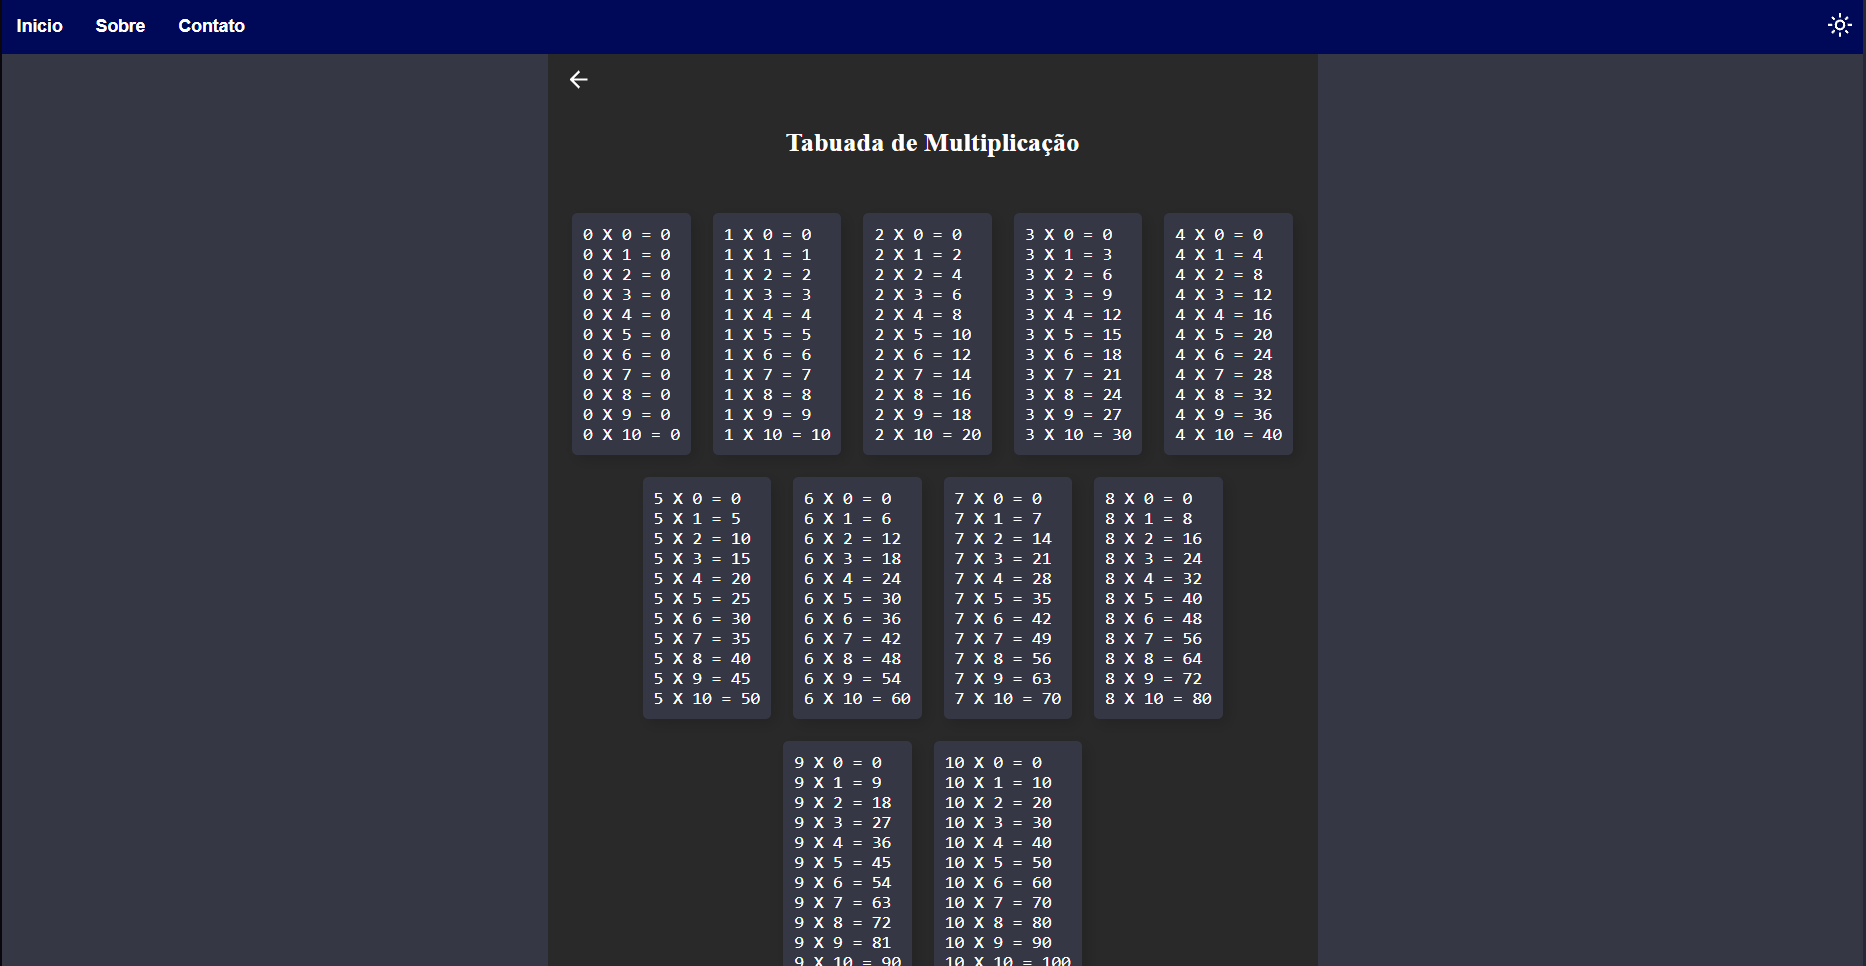 Inicio Sobre Contato
Tabuada de Multiplicação
0 X 0 = 0
0 X 1 = 0
0 X 2 = 0
0 X 3 = 0
0 X 4 = 0
0 X 5 = 0
0 X 6 = 0
0 X 7 = 0
0 X 8 = 0
0 X 9 = 0
0 X 10 = 0
1 X 0 = 0
1 X 1 = 1
1 X 2 = 2
1 X 3 = 3
1 X 4 = 4
1 X 5 = 5
1 X 6 = 6
1 X 7 = 7
1 X 8 = 8
1 X 9 = 9
1 X 10 = 10
2 X 0 = 0
2 X 1 = 2
2 X 2 = 4
2 X 3 = 6
2 X 4 = 8
2 X 5 = 10
2 X 6 = 12
2 X 7 = 14
2 X 8 = 16
2 X 9 = 18
2 X 10 = 20
3 X 0 = 0
3 X 1 = 3
3 X 2 = 6
3 X 3 = 9
3 X 4 = 12
3 X 5 = 15
3 X 6 = 18
3 X 7 = 21
3 X 8 = 24
3 X 9 = 27
3 X 10 = 30
4 X 0 = 0
4 X 1 = 4
4 X 2 = 8
4 X 3 = 12
4 X 4 = 16
4 X 5 = 20
4 X 6 = 24
4 X 7 = 28
4 X 8 = 32
4 X 9 = 36
4 X 10 = 40
5 X 0 = 0
5 X 1 = 5
5 X 2 = 10
5 X 3 = 15
5 X 4 = 20
5 X 5 = 25
5 X 6 = 30
5 X 7 = 35
5 X 8 = 40
5 X 9 = 45
5 X 10 = 50
6 X 0 = 0
6 X 1 = 6
6 X 2 = 12
6 X 3 = 18
6 X 4 = 24
6 X 5 = 30
6 X 6 = 36
6 X 7 = 42
6 X 8 = 48
6 X 9 = 54
6 X 10 = 60
7 X 0 = 0
7 X 1 = 7
7 X 2 = 14
7 X 3 = 21
7 X 4 = 28
7 X 5 = 35
7 X 6 = 42
7 X 7 = 49
7 X 8 = 56
7 X 9 = 63
7 X 10 = 70
8 X 0 = 0
8 X 1 = 8
8 X 2 = 16
8 X 3 = 24
8 X 4 = 32
8 X 5 = 40
8 X 6 = 48
8 X 7 = 56
8 X 8 = 64
8 X 9 = 72
8 X 10 = 80
9 X 0 = 0
9 X 1 = 9
9 X 2 = 18
9 X 3 = 27
9 X 4 = 36
9 X 5 = 45
9 X 6 = 54
9 X 7 = 63
9 X 8 = 72
9 X 9 = 81
9 X 10 = 90
10 X 0 = 0
10 X 1 = 10
10 X 2 = 20
10 X 3 = 30
10 X 4 = 40
10 X 5 = 50
10 X 6 = 60
10 X 7 = 70
10 X 8 = 80
10 X 9 = 90
10 X 10 = 100